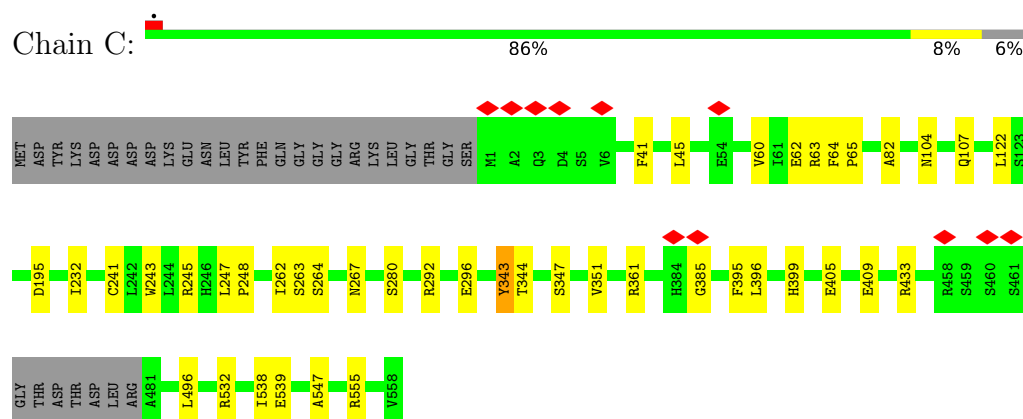 Chain C:
86% 8% 6%
MET ASP TYR LYS ASP ASP ASP ASP LYS GLU ASN LEU TYR PHE GLN GLY GLY GLY ARG LYS LEU GLY THR GLY SER M1 A2 Q3 D4 S5 V6 F41 L45 E54 V60 I61 E62 R63 F64 P65 A82 N104 Q107 L122 S123
D195 I232 C241 L242 W243 L244 R245 H246 L247 P248 I262 S263 S264 N267 S280 R292 E296 Y343 T344 S347 V351 R361 H384 G385 F395 L396 H399 E405 E409 R433 R458 S459 S460 S461
GLY THR ASP THR ASP LEU ARG A481 L496 R532 I538 E539 A547 R555 V558